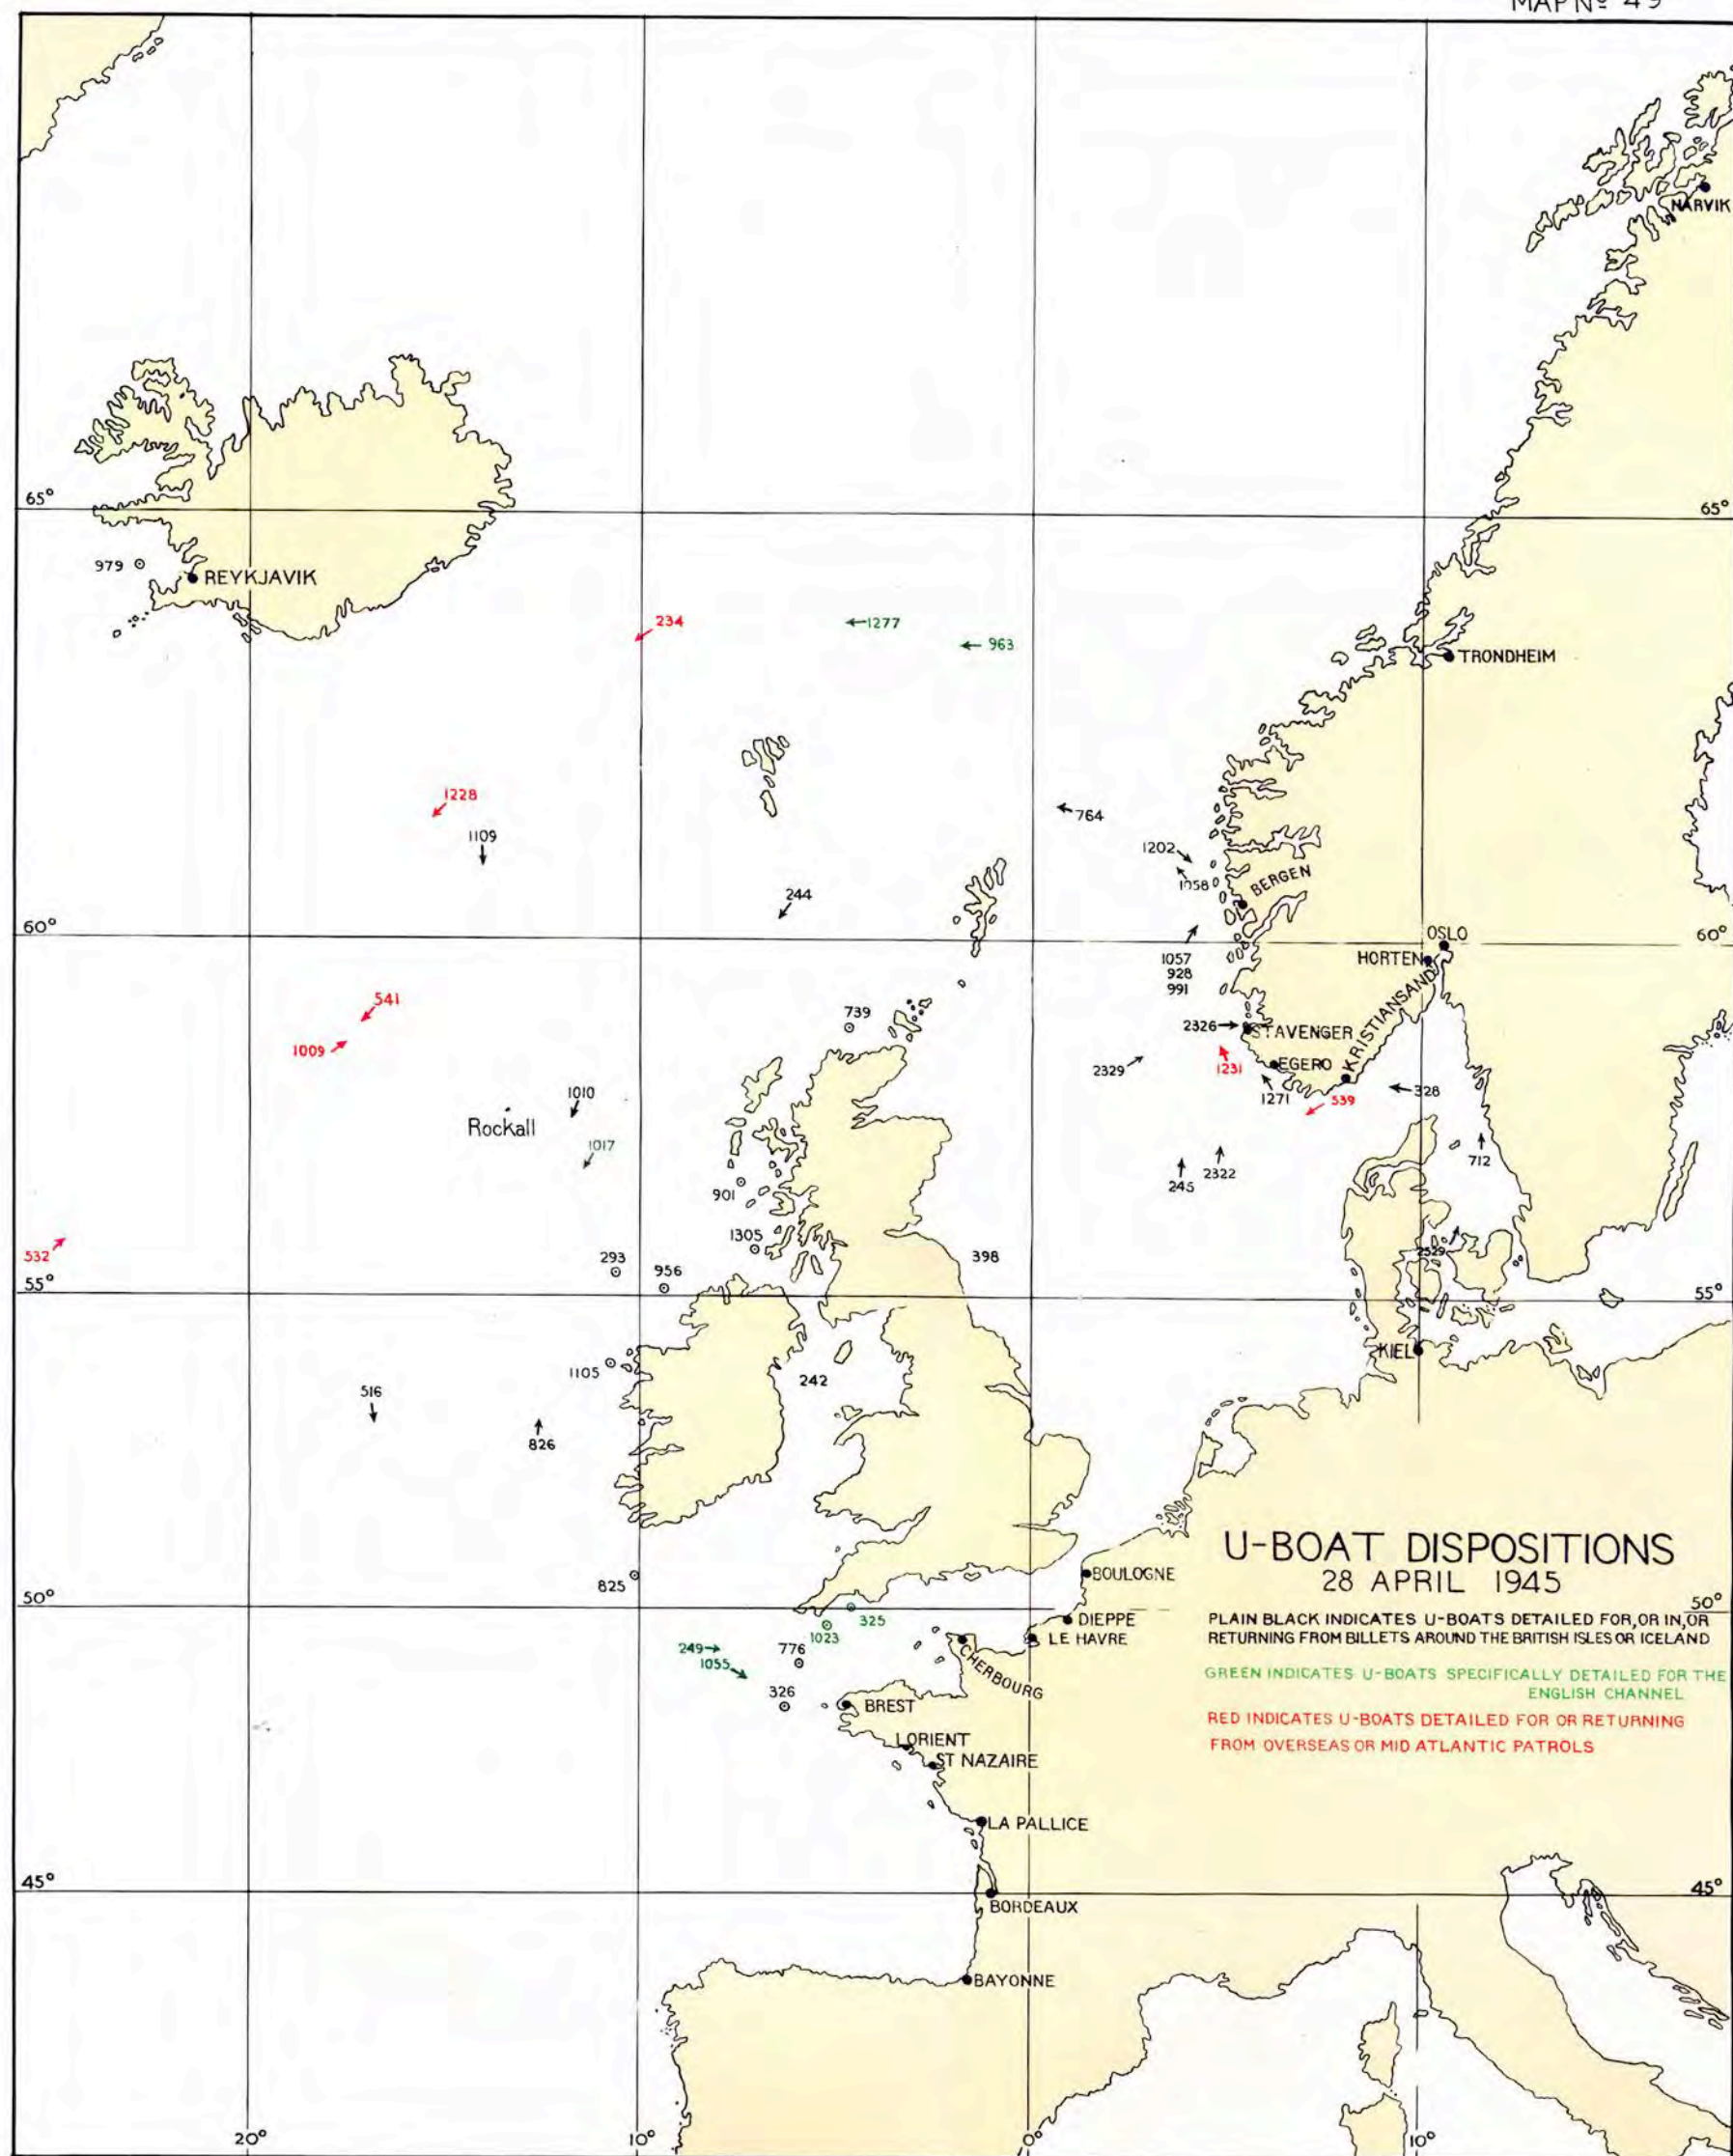 MAP Nº 49
NARVIK
65°
65°
979
REYKJAVIK
234
1277
963
TRONDHEIM
1228
1109
764
1202
1058
BERGEN
244
60°
OSLO
60°
HORTEN
1057
928
991
KRISTIANSAND
541
739
2326
STAVENGER
1009
2329
1231
EGERO
1010
1271
539
328
Rockall
1017
712
901
245
2322
1305
532
293
956
398
2529
55°
55°
1105
242
KIEL
516
826
U-BOAT DISPOSITIONS
28 APRIL 1945
825
BOULOGNE
50°
50°
325
DIEPPE
PLAIN BLACK INDICATES U-BOATS DETAILED FOR, OR IN, OR
1023
LE HAVRE
RETURNING FROM BILLETS AROUND THE BRITISH ISLES OR ICELAND
249
776
1055
CHERBOURG
GREEN INDICATES U-BOATS SPECIFICALLY DETAILED FOR THE
ENGLISH CHANNEL
326
BREST
RED INDICATES U-BOATS DETAILED FOR OR RETURNING
FROM OVERSEAS OR MID ATLANTIC PATROLS
LORIENT
ST NAZAIRE
LA PALLICE
45°
45°
BORDEAUX
BAYONNE
20°
10°
0°
10°